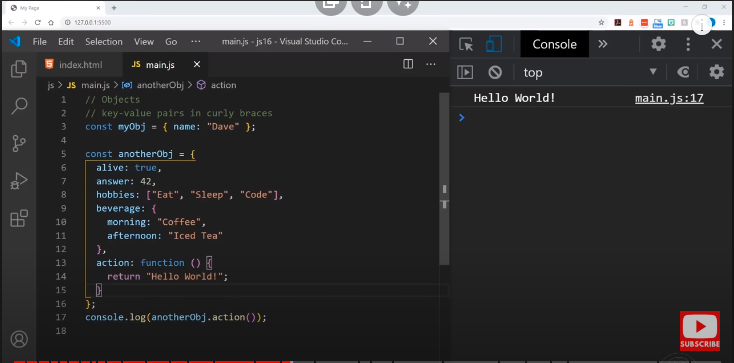 My Page
127.0.0.1:5500
File Edit Selection View Go ... main.js - js16 - Visual Studio Co...
index.html JS main.js
js > JS main.js > anotherObj > action
1 // Objects
2 // key-value pairs in curly braces
3 const myObj = { name: "Dave" };
4
5 const anotherObj = {
6 alive: true,
7 answer: 42,
8 hobbies: ["Eat", "Sleep", "Code"],
9 beverage: {
10 morning: "Coffee",
11 afternoon: "Iced Tea"
12 },
13 action: function () {
14 return "Hello World!";
15 }
16 };
17 console.log(anotherObj.action());
18
Console
top
Hello World! main.js:17
SUBSCRIBE